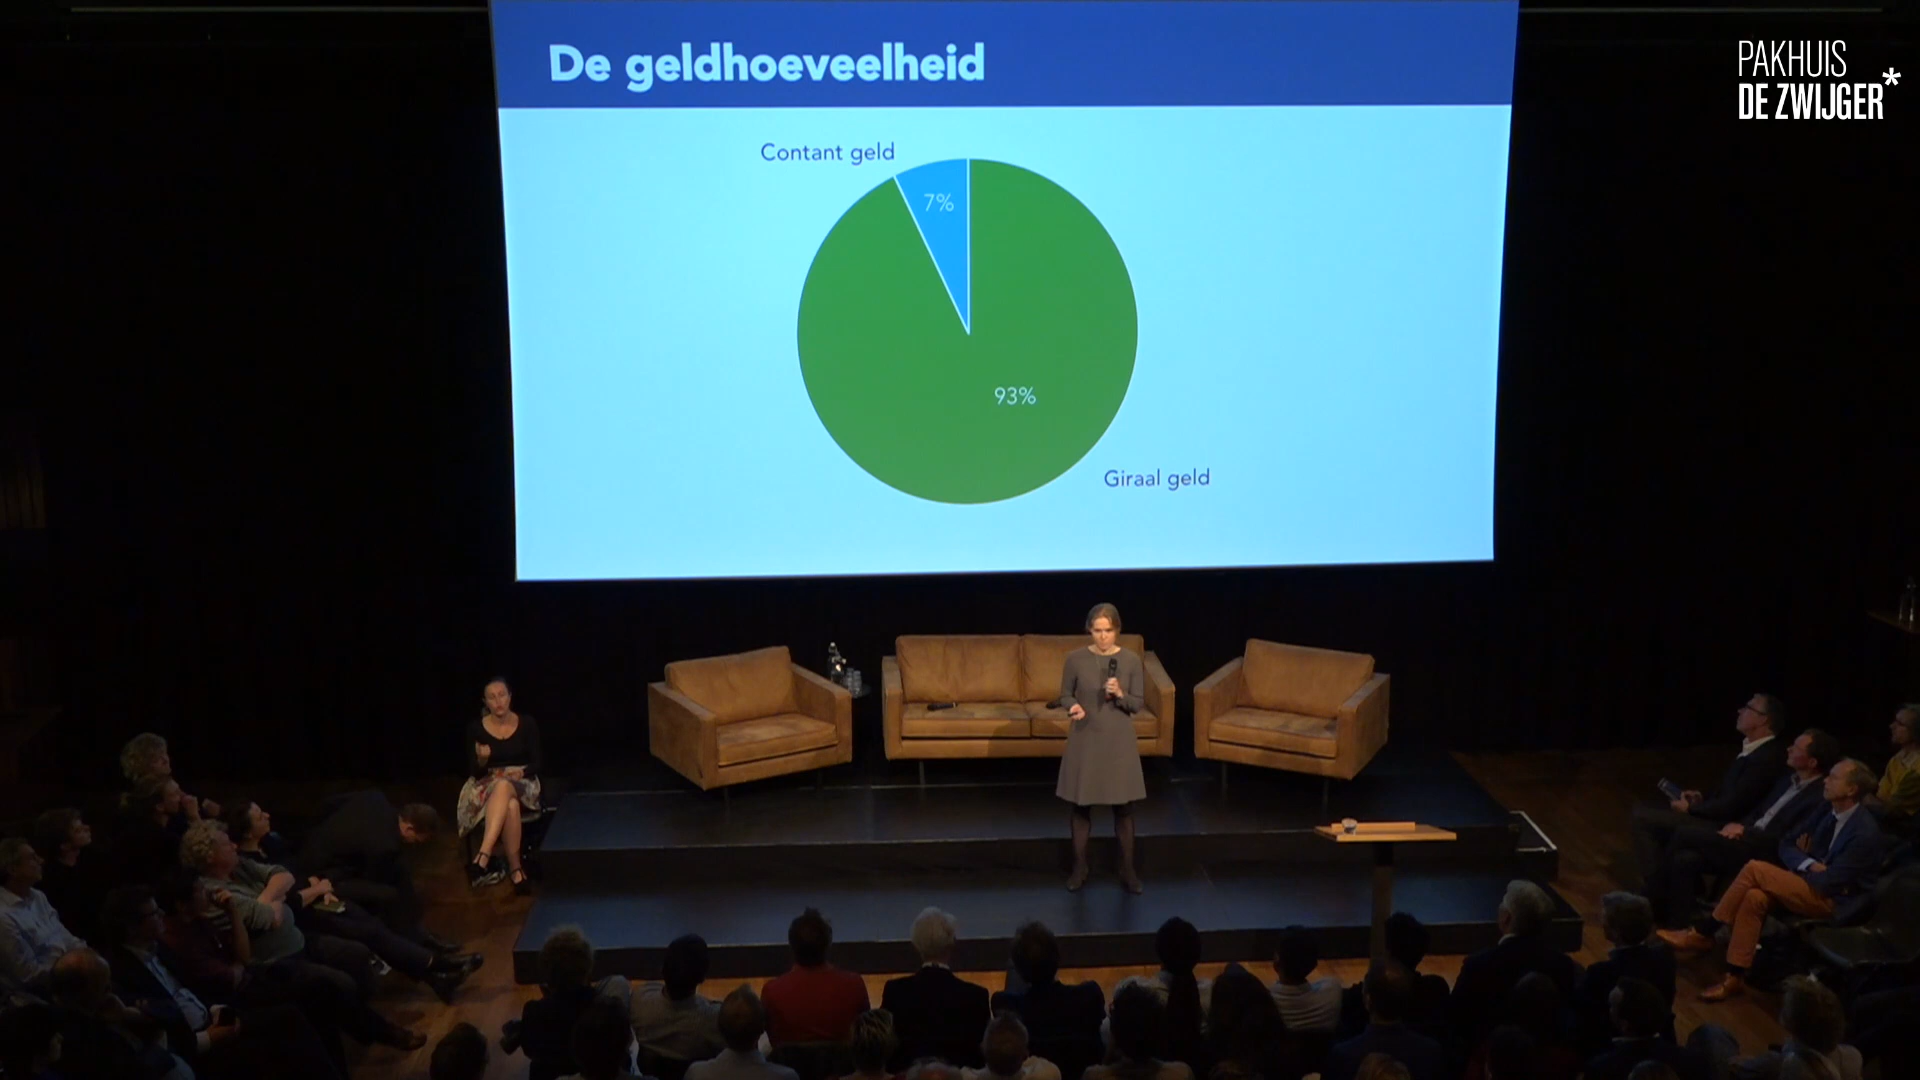 De geldhoeveelheid
Contant geld
7%
93%
Giraal geld
PAKHUIS
DE ZWIJGER*